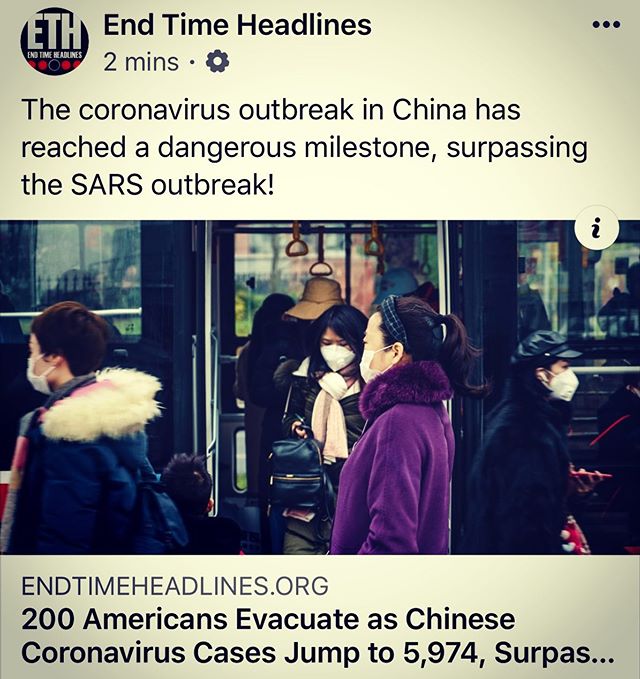 ETH
END TIME HEADLINES
End Time Headlines
2 mins ·
The coronavirus outbreak in China has
reached a dangerous milestone, surpassing
the SARS outbreak!
i
ENDTIMEHEADLINES.ORG
200 Americans Evacuate as Chinese
Coronavirus Cases Jump to 5,974, Surpas...